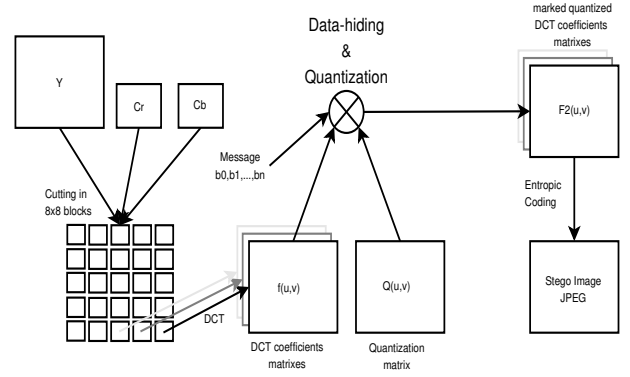 marked quantized
DCT coefficients
matrixes
Data-hiding
&
Quantization
Y
Cr
Cb
F2(u,v)
Message
b0,b1,...,bn
Cutting in
8x8 blocks
Entropic
Coding
f(u,v)
Q(u,v)
Stego Image
JPEG
DCT
DCT coefficients
matrixes
Quantization
matrix